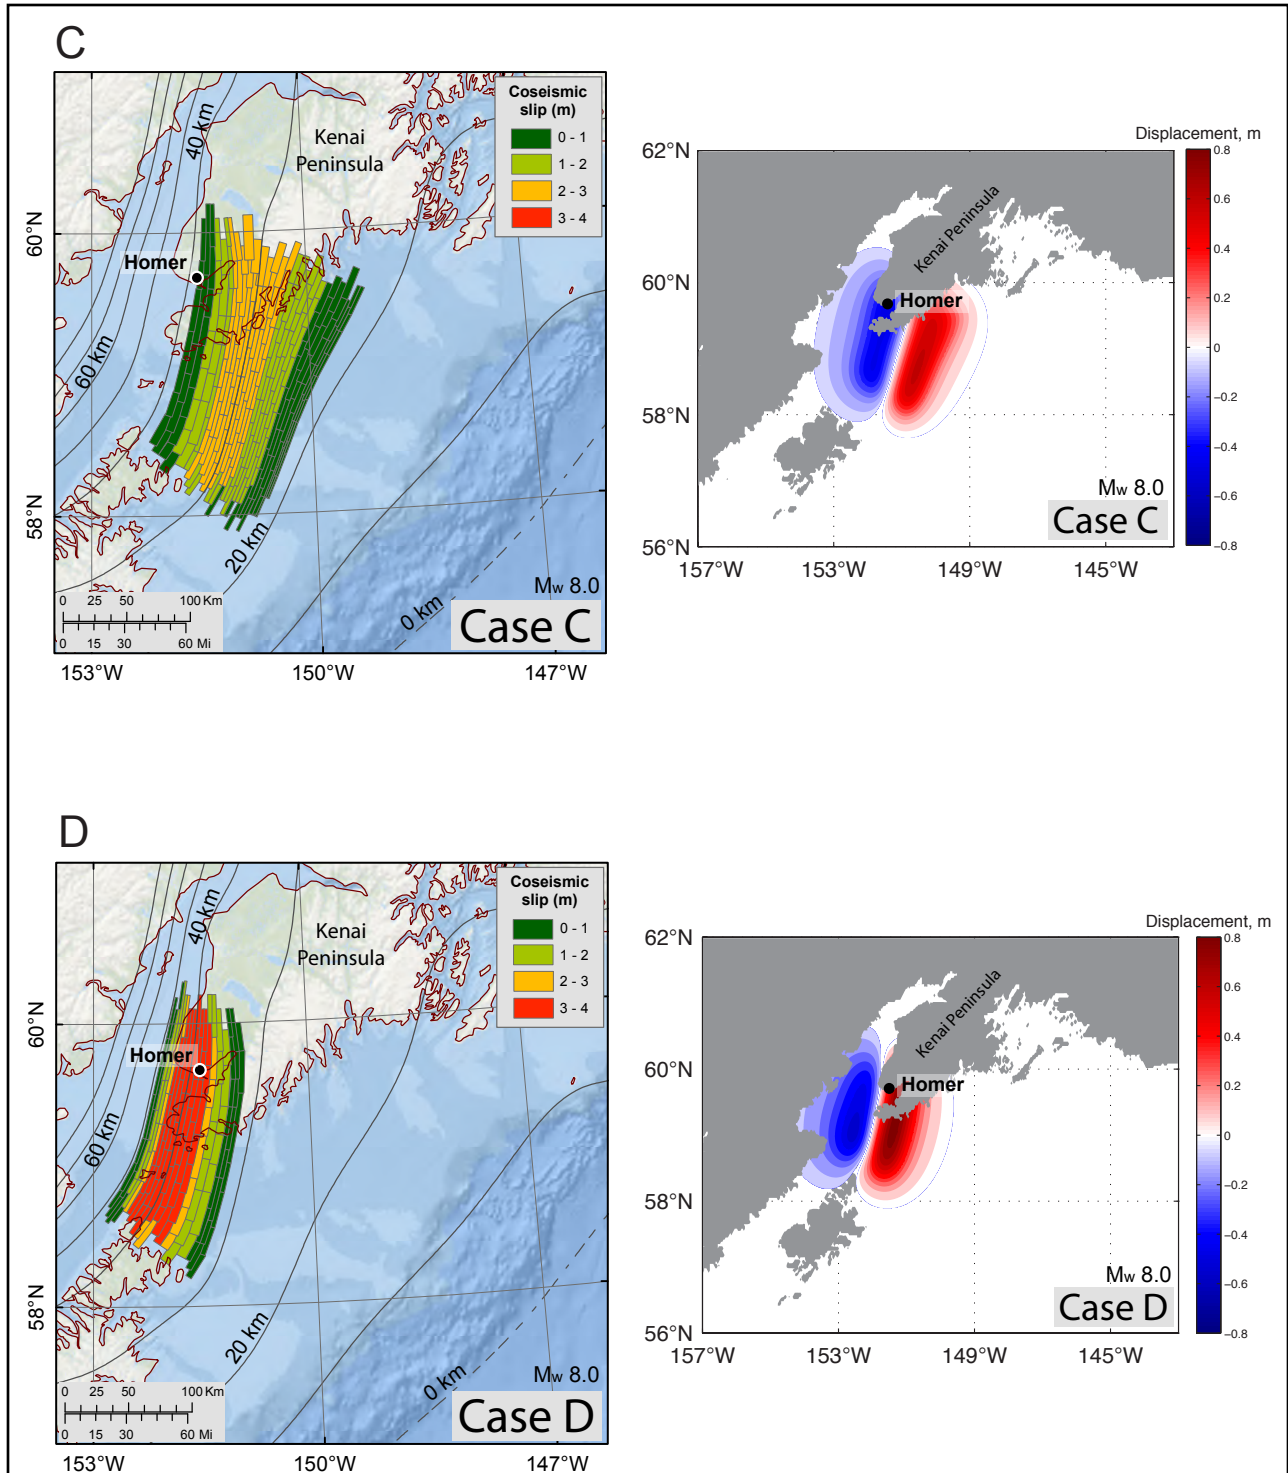 C
Coseismic
slip (m)
0 - 1
1 - 2
2 - 3
3 - 4
Kenai
Peninsula
40 km
60 km
20 km
0 km
Homer
60°N
58°N
Mw 8.0
Case C
0 25 50 100 Km
0 15 30 60 Mi
153°W 150°W 147°W
Displacement, m
62°N
60°N
58°N
56°N
Kenai Peninsula
Homer
Mw 8.0
Case C
157°W 153°W 149°W 145°W
0.8
0.6
0.4
0.2
0
−0.2
−0.4
−0.6
−0.8
D
Coseismic
slip (m)
0 - 1
1 - 2
2 - 3
3 - 4
Kenai
Peninsula
40 km
60 km
20 km
0 km
Homer
60°N
58°N
Mw 8.0
Case D
0 25 50 100 Km
0 15 30 60 Mi
153°W 150°W 147°W
Displacement, m
62°N
60°N
58°N
56°N
Kenai Peninsula
Homer
Mw 8.0
Case D
157°W 153°W 149°W 145°W
0.8
0.6
0.4
0.2
0
−0.2
−0.4
−0.6
−0.8